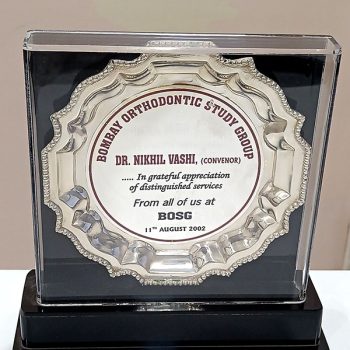 BOMBAY ORTHODONTIC STUDY GROUP
DR. NIKHIL VASHI, (CONVENOR)
..... In grateful appreciation
of distinguished services
From all of us at
BOSG
11TH AUGUST 2002